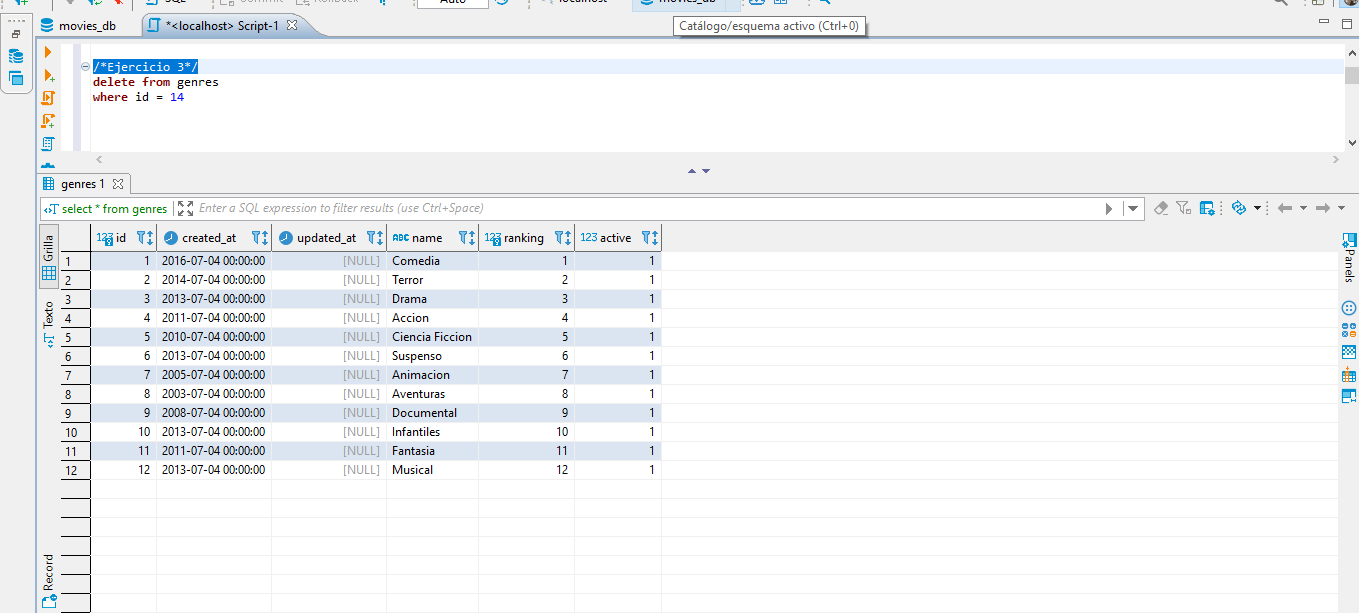 SQL Commit Rollback Auto localhost movies_db
movies_db *<localhost> Script-1
Catálogo/esquema activo (Ctrl+0)
/*Ejercicio 3*/
delete from genres
where id = 14
genres 1
select * from genres Enter a SQL expression to filter results (use Ctrl+Space)
Grilla
Texto
Record
Panels
123 id created_at updated_at ABC name 123 ranking 123 active
1 1 2016-07-04 00:00:00 [NULL] Comedia 1 1
2 2 2014-07-04 00:00:00 [NULL] Terror 2 1
3 3 2013-07-04 00:00:00 [NULL] Drama 3 1
4 4 2011-07-04 00:00:00 [NULL] Accion 4 1
5 5 2010-07-04 00:00:00 [NULL] Ciencia Ficcion 5 1
6 6 2013-07-04 00:00:00 [NULL] Suspenso 6 1
7 7 2005-07-04 00:00:00 [NULL] Animacion 7 1
8 8 2003-07-04 00:00:00 [NULL] Aventuras 8 1
9 9 2008-07-04 00:00:00 [NULL] Documental 9 1
10 10 2013-07-04 00:00:00 [NULL] Infantiles 10 1
11 11 2011-07-04 00:00:00 [NULL] Fantasia 11 1
12 12 2013-07-04 00:00:00 [NULL] Musical 12 1